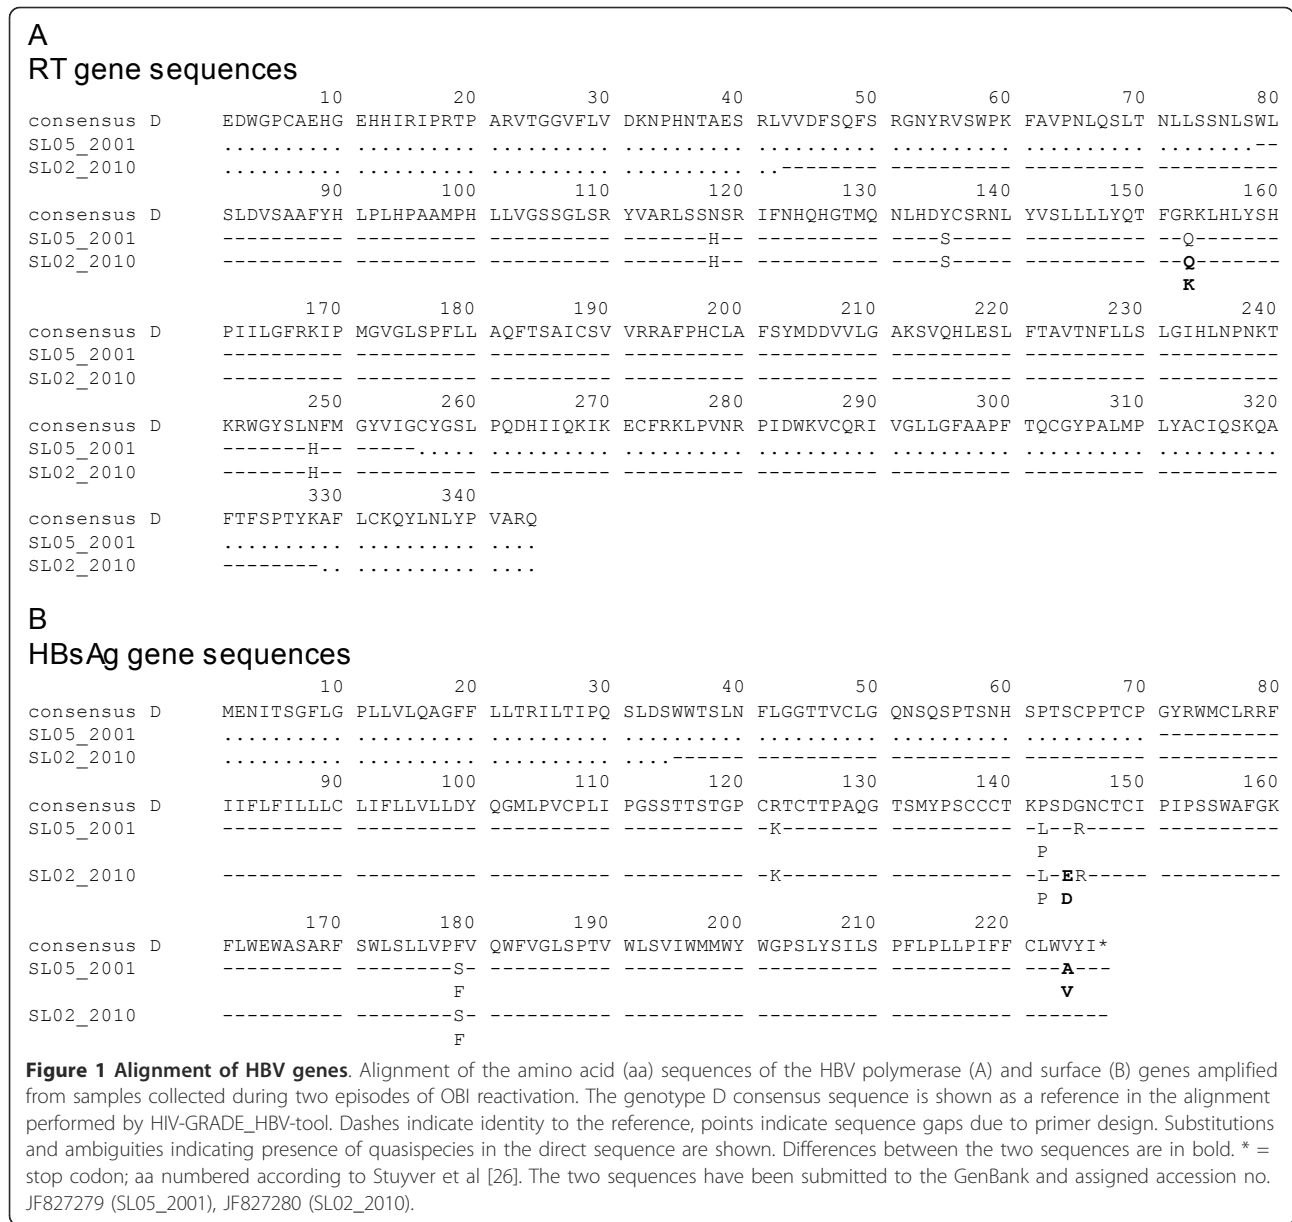 A
RT gene sequences
10 20 30 40 50 60 70 80
consensus D EDWGPCAEHG EHHIRIPRTP ARVTGGVFLV DKNPHNTAES RLVVDFSQFS RGNYRVSWPK FAVPNLQSLT NLLSSNLSWL
SL05_2001 .......... .......... .......... .......... .......... .......... .......... ........--
SL02_2010 .......... .......... .......... .......... ..-------- ---------- ---------- ----------
90 100 110 120 130 140 150 160
consensus D SLDVSAAFYH LPLHPAAMPH LLVGSSGLSR YVARLSSNSR IFNHQHGTMQ NLHDYCSRNL YVSLLLLYQT FGRKLHLYSH
SL05_2001 ---------- ---------- ---------- -------H-- ---------- ----S----- ---------- --Q-------
SL02_2010 ---------- ---------- ---------- -------H-- ---------- ----S----- ---------- --Q-------
K
170 180 190 200 210 220 230 240
consensus D PIILGFRKIP MGVGLSPFLL AQFTSAICSV VRRAFPHCLA FSYMDDVVLG AKSVQHLESL FTAVTNFLLS LGIHLNPNKT
SL05_2001 ---------- ---------- ---------- ---------- ---------- ---------- ---------- ----------
SL02_2010 ---------- ---------- ---------- ---------- ---------- ---------- ---------- ----------
250 260 270 280 290 300 310 320
consensus D KRWGYSLNFM GYVIGCYGSL PQDHIIQKIK ECFRKLPVNR PIDWKVCQRI VGLLGFAAPF TQCGYPALMP LYACIQSKQA
SL05_2001 -------H-- -----..... .......... .......... .......... .......... .......... ..........
SL02_2010 -------H-- ---------- ---------- ---------- ---------- ---------- ---------- ----------
330 340
consensus D FTFSPTYKAF LCKQYLNLYP VARQ
SL05_2001 .......... .......... ....
SL02_2010 --------.. .......... ....
B
HBsAg gene sequences
10 20 30 40 50 60 70 80
consensus D MENITSGFLG PLLVLQAGFF LLTRILTIPQ SLDSWWTSLN FLGGTTVCLG QNSQSPTSNH SPTSCPPTCP GYRWMCLRRF
SL05_2001 .......... .......... .......... .......... .......... .......... .......... ----------
SL02_2010 .......... .......... .......... ....------ ---------- ---------- ---------- ----------
90 100 110 120 130 140 150 160
consensus D IIFLFILLLC LIFLLVLLDY QGMLPVCPLI PGSSTTSTGP CRTCTTPAQG TSMYPSCCCT KPSDGNCTCI PIPSSWAFGK
SL05_2001 ---------- ---------- ---------- ---------- -K-------- ---------- -L--R----- ----------
P
SL02_2010 ---------- ---------- ---------- ---------- -K-------- ---------- -L-ER----- ----------
P D
170 180 190 200 210 220
consensus D FLWEWASARF SWLSLLVPFV QWFVGLSPTV WLSVIWMMWY WGPSLYSILS PFLPLLPIFF CLWVYI*
SL05_2001 ---------- --------S- ---------- ---------- ---------- ---------- ---A---
F V
SL02_2010 ---------- --------S- ---------- ---------- ---------- ---------- -------
F
Figure 1 Alignment of HBV genes. Alignment of the amino acid (aa) sequences of the HBV polymerase (A) and surface (B) genes amplified
from samples collected during two episodes of OBI reactivation. The genotype D consensus sequence is shown as a reference in the alignment
performed by HIV-GRADE_HBV-tool. Dashes indicate identity to the reference, points indicate sequence gaps due to primer design. Substitutions
and ambiguities indicating presence of quasispecies in the direct sequence are shown. Differences between the two sequences are in bold. * =
stop codon; aa numbered according to Stuyver et al [26]. The two sequences have been submitted to the GenBank and assigned accession no.
JF827279 (SL05_2001), JF827280 (SL02_2010).